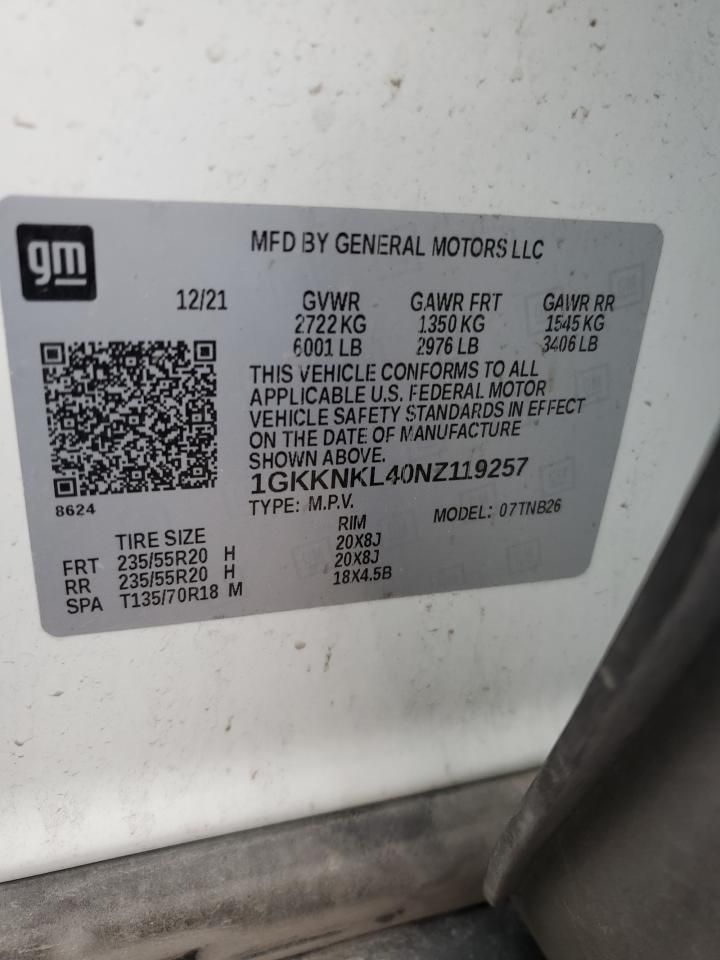 gm
MFD BY GENERAL MOTORS LLC
12/21 GVWR GAWR FRT GAWR RR
2722 KG 1350 KG 1545 KG
6001 LB 2976 LB 3406 LB
THIS VEHICLE CONFORMS TO ALL
APPLICABLE U.S. FEDERAL MOTOR
VEHICLE SAFETY STANDARDS IN EFFECT
ON THE DATE OF MANUFACTURE
SHOWN ABOVE.
1GKKNKL40NZ119257
8624
TYPE: M.P.V. MODEL: 07TNB26
TIRE SIZE RIM
FRT 235/55R20 H 20X8J
RR 235/55R20 H 20X8J
SPA T135/70R18 M 18X4.5B